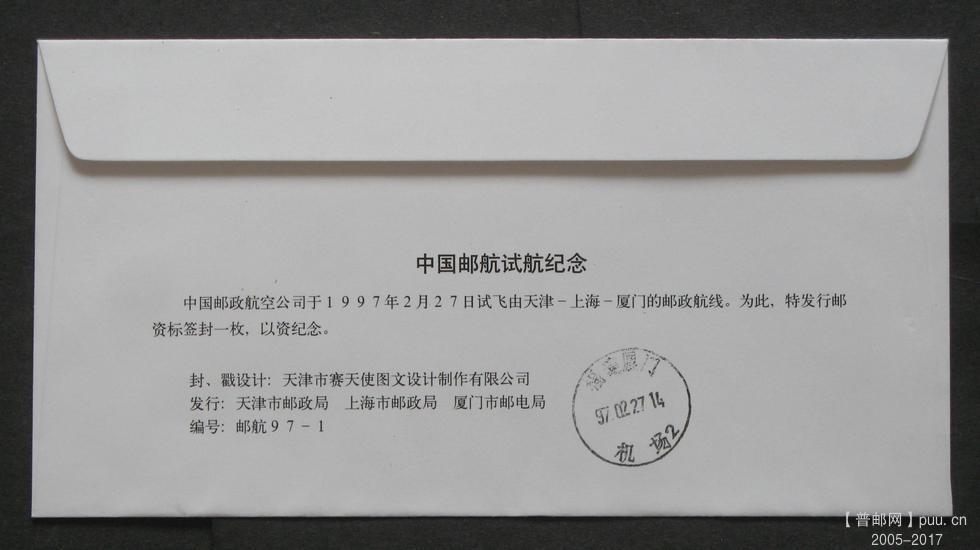 中国邮航试航纪念
中国邮政航空公司于1997年2月27日试飞由天津－上海－厦门的邮政航线。为此，特发行邮
资标签封一枚，以资纪念。
封、戳设计：天津市赛天使图文设计制作有限公司
发行：天津市邮政局 上海市邮政局 厦门市邮电局
编号：邮航97－1
福建厦门
97.02.27 14
机场2
【普邮网】puu.cn
2005-2017